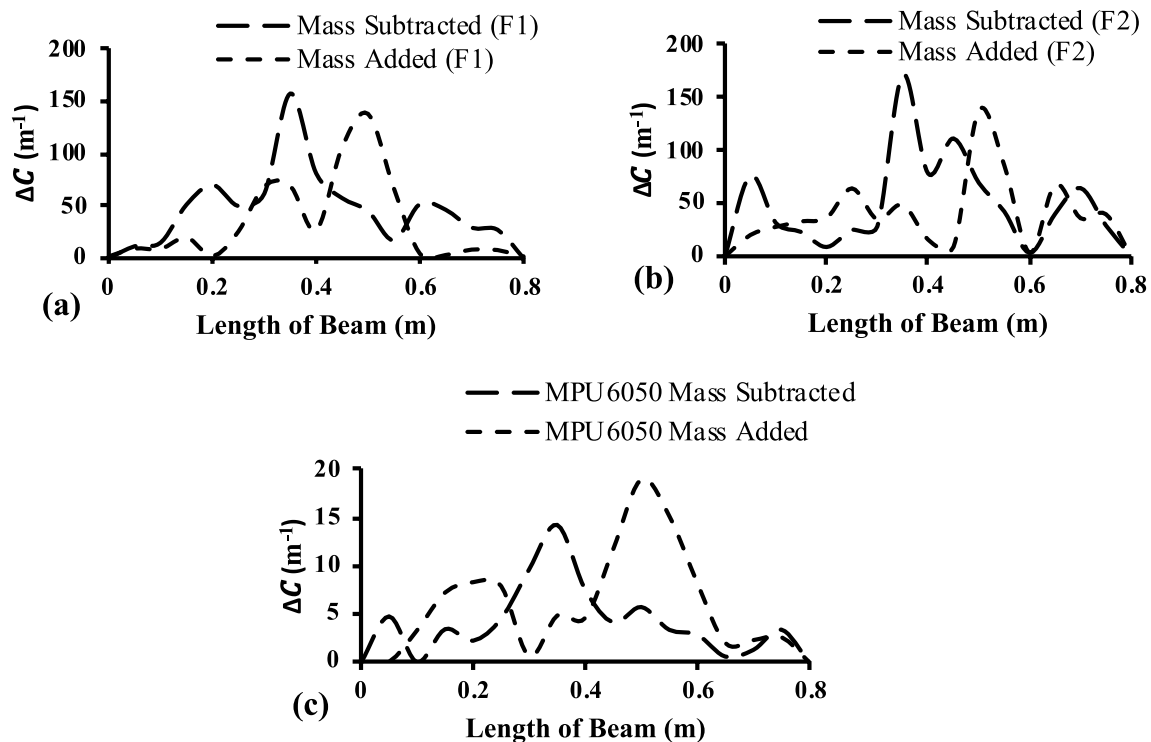 Mass Subtracted (F1)
Mass Added (F1)
200
150
100
50
0
ΔC (m⁻¹)
0 0.2 0.4 0.6 0.8
(a)
Length of Beam (m)
Mass Subtracted (F2)
Mass Added (F2)
200
150
100
50
0
ΔC (m⁻¹)
0 0.2 0.4 0.6 0.8
(b)
Length of Beam (m)
MPU6050 Mass Subtracted
MPU6050 Mass Added
20
15
10
5
0
ΔC (m⁻¹)
0 0.2 0.4 0.6 0.8
(c)
Length of Beam (m)